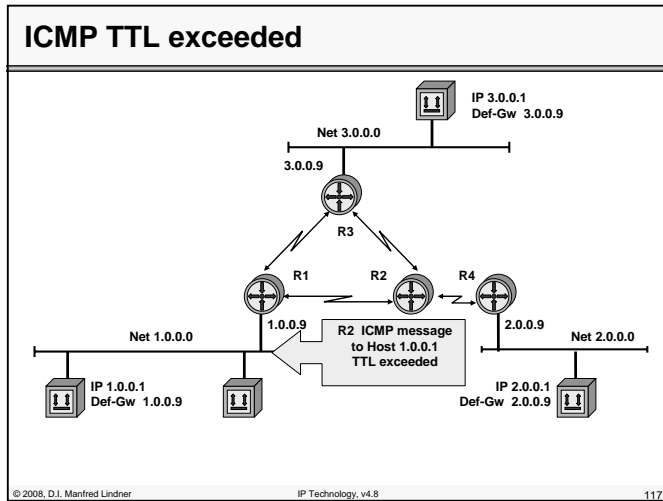 ICMP TTL exceeded
IP 3.0.0.1
Def-Gw 3.0.0.9
Net 3.0.0.0
3.0.0.9
R3
R1
R2
R4
1.0.0.9
2.0.0.9
Net 1.0.0.0
R2 ICMP message
to Host 1.0.0.1
TTL exceeded
Net 2.0.0.0
IP 1.0.0.1
Def-Gw 1.0.0.9
IP 2.0.0.1
Def-Gw 2.0.0.9
© 2008, D.I. Manfred Lindner
IP Technology, v4.8
117